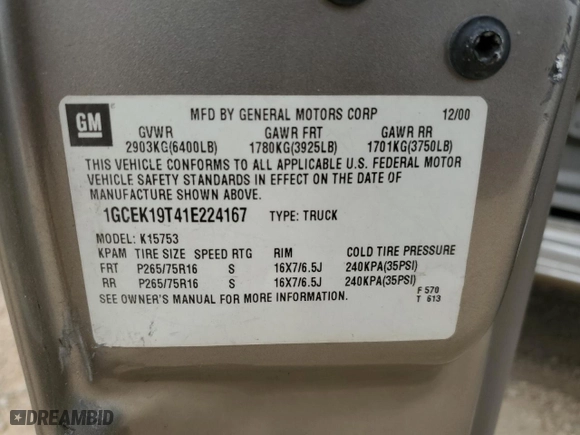 GM
MFD BY GENERAL MOTORS CORP 12/00
GVWR GAWR FRT GAWR RR
2903KG(6400LB) 1780KG(3925LB) 1701KG(3750LB)
THIS VEHICLE CONFORMS TO ALL APPLICABLE U.S. FEDERAL MOTOR
VEHICLE SAFETY STANDARDS IN EFFECT ON THE DATE OF
MANUFACTURE SHOWN ABOVE.
1GCEK19T41E224167 TYPE: TRUCK
MODEL: K15753
KPAM TIRE SIZE SPEED RTG RIM COLD TIRE PRESSURE
FRT P265/75R16 S 16X7/6.5J 240KPA(35PSI)
RR P265/75R16 S 16X7/6.5J 240KPA(35PSI)
SEE OWNER'S MANUAL FOR MORE INFORMATION.
F 570
T 613
DREAMBID